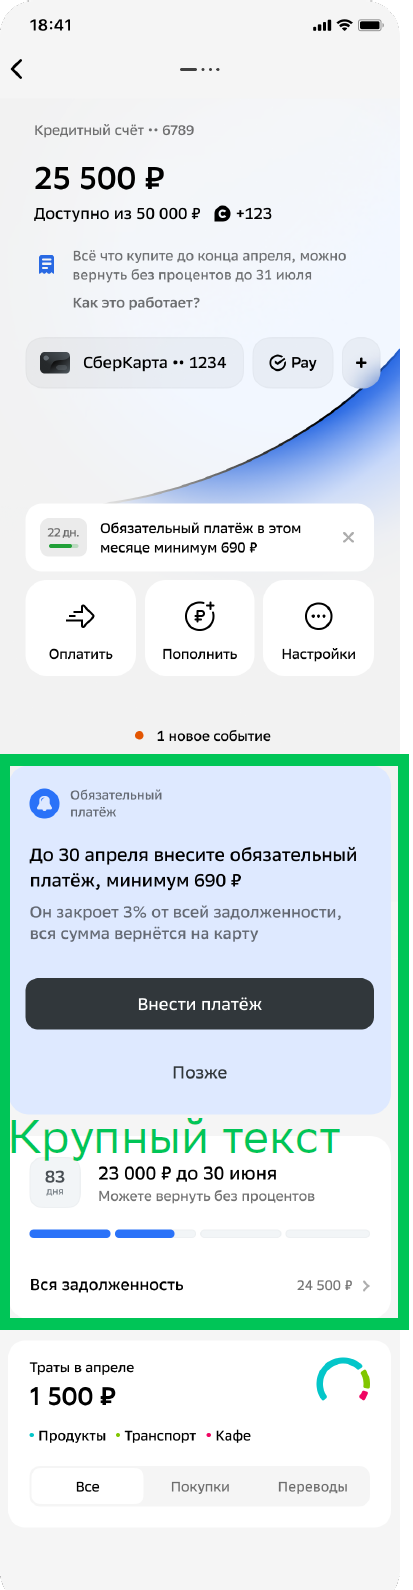 18:41
Кредитный счёт •• 6789
25 500 ₽
Доступно из 50 000 ₽ +123
Всё что купите до конца апреля, можно
вернуть без процентов до 31 июля
Как это работает?
СберКарта •• 1234
Pay
+
22 дн.
Обязательный платёж в этом
месяце минимум 690 ₽
Оплатить
Пополнить
Настройки
1 новое событие
Обязательный
платёж
До 30 апреля внесите обязательный
платёж, минимум 690 ₽
Он закроет 3% от всей задолженности,
вся сумма вернётся на карту
Внести платёж
Позже
Крупный текст
83
дня
23 000 ₽ до 30 июня
Можете вернуть без процентов
Вся задолженность
24 500 ₽
Траты в апреле
1 500 ₽
• Продукты • Транспорт • Кафе
Все
Покупки
Переводы